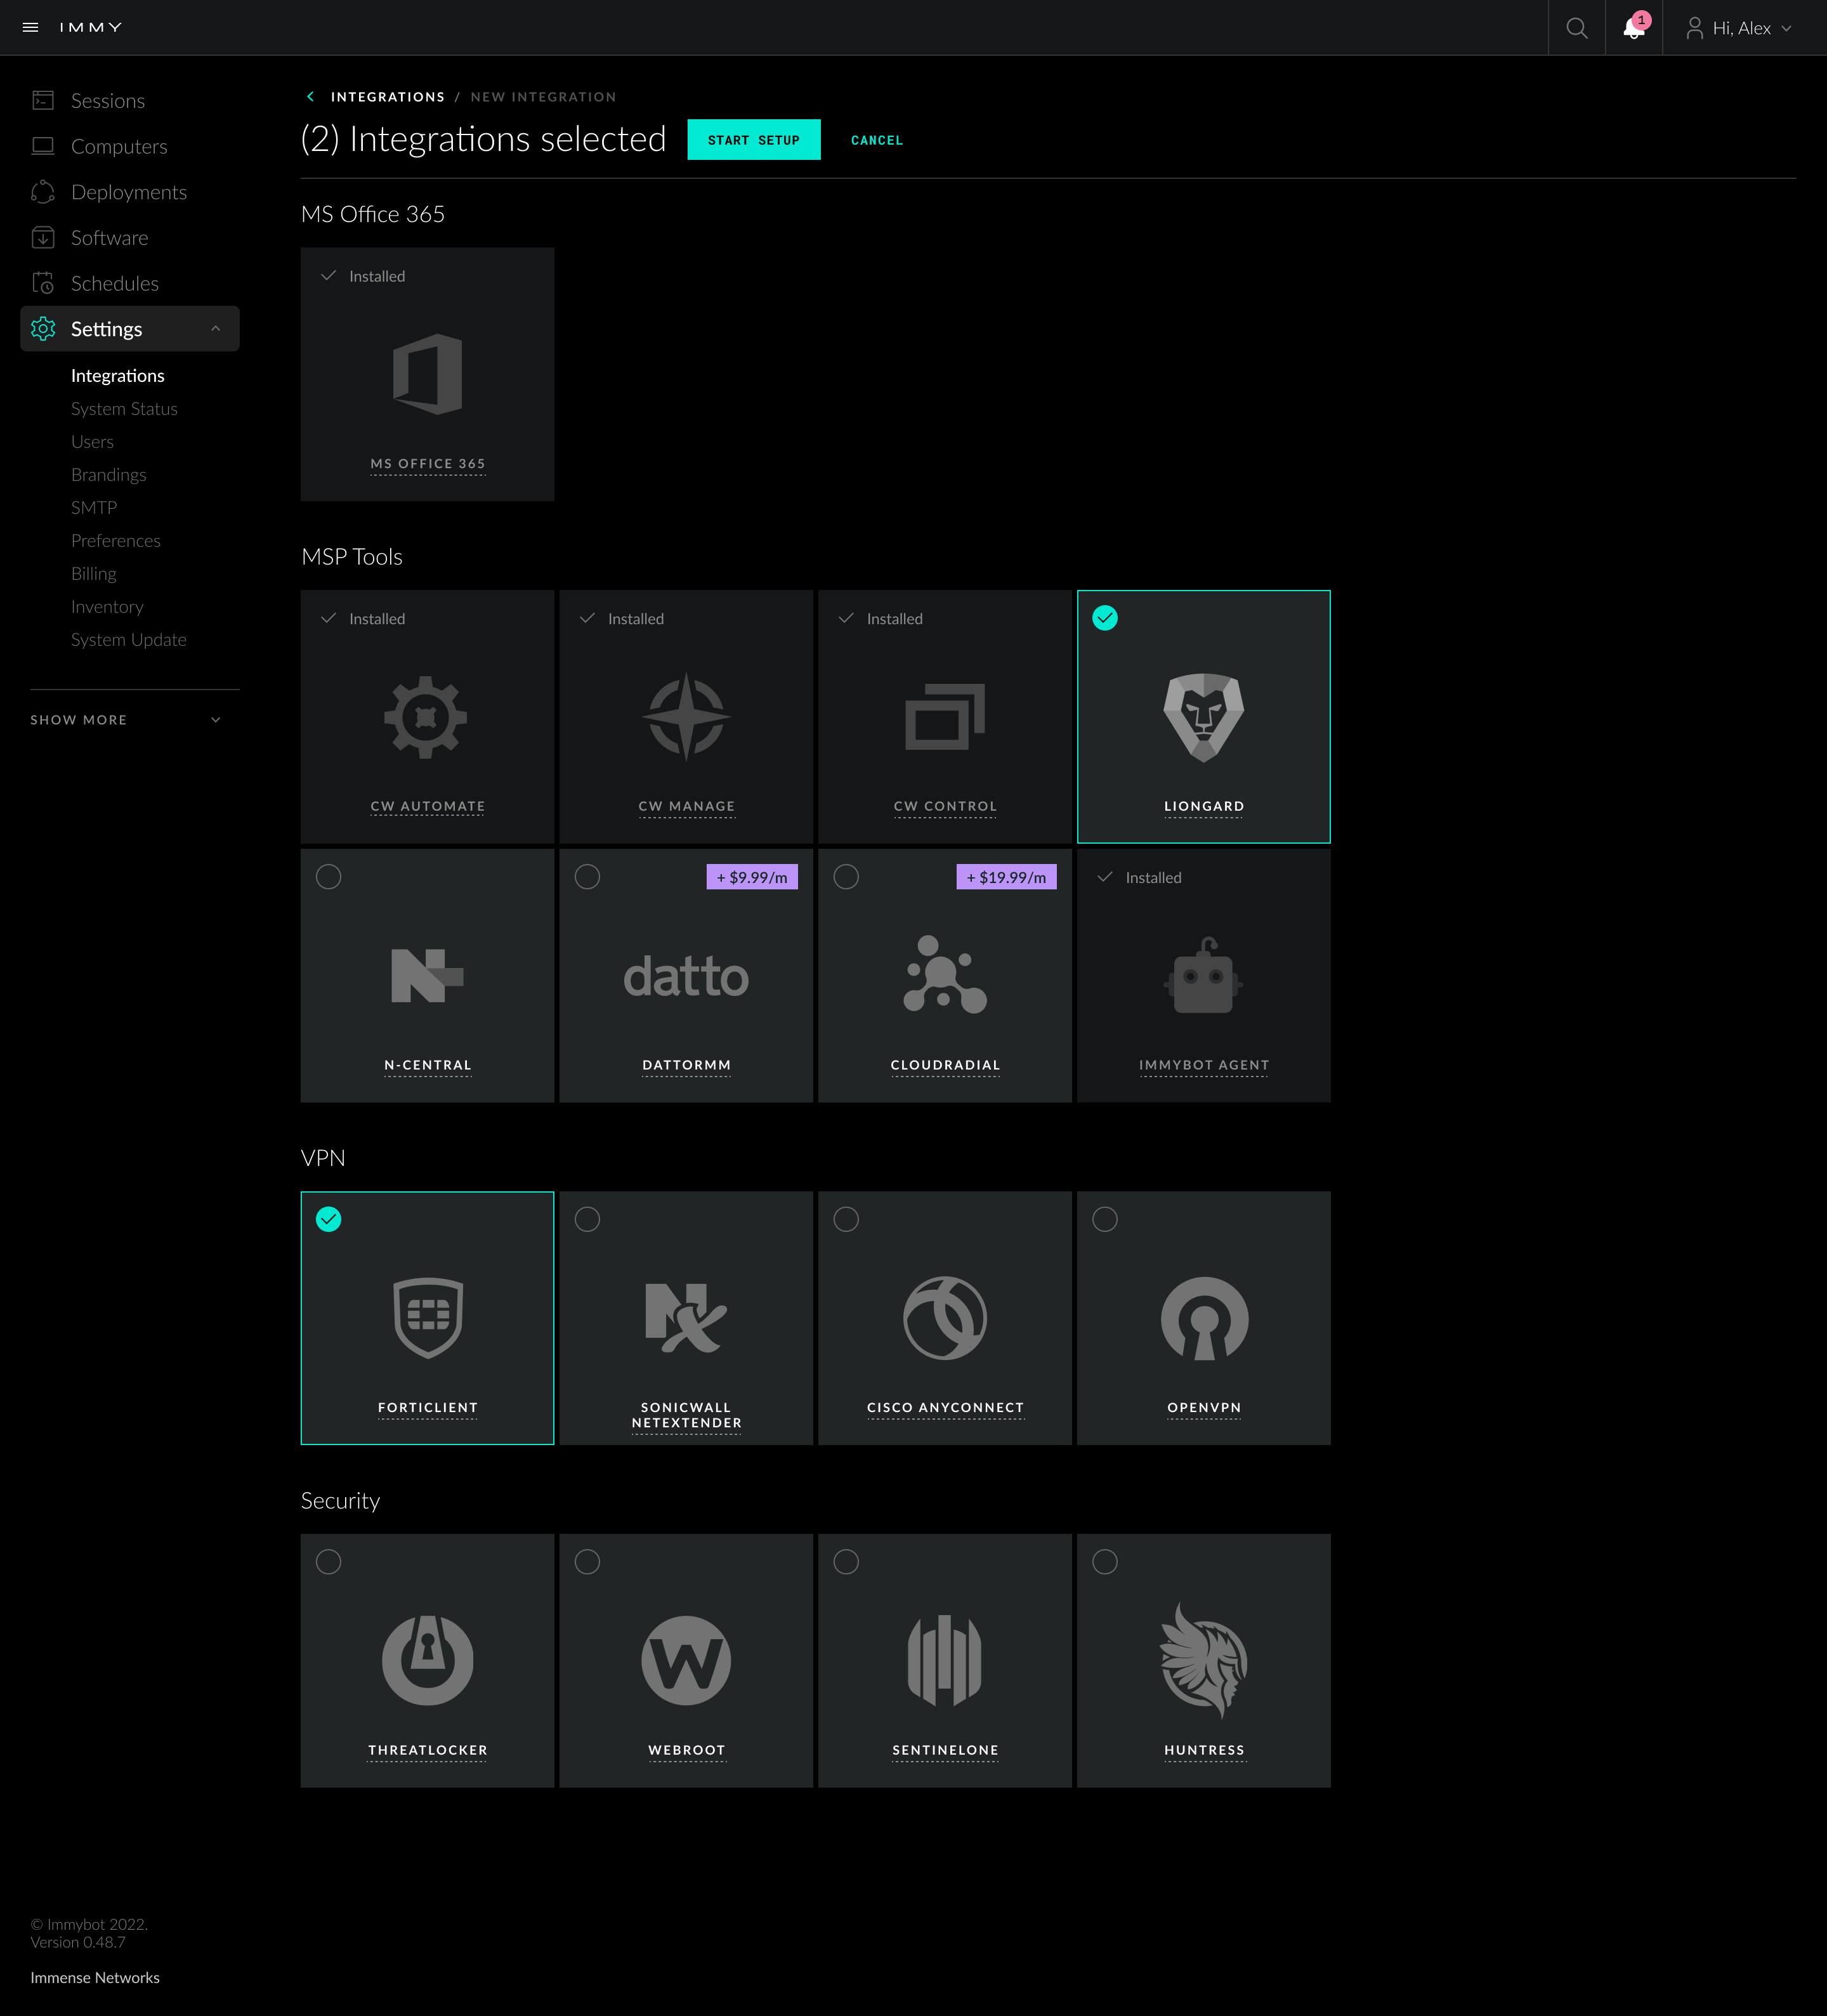 IMMY
1
Hi, Alex
Sessions
Computers
Deployments
Software
Schedules
Settings
Integrations
System Status
Users
Brandings
SMTP
Preferences
Billing
Inventory
System Update
SHOW MORE
INTEGRATIONS / NEW INTEGRATION
(2) Integrations selected
START SETUP
CANCEL
MS Office 365
Installed
MS OFFICE 365
MSP Tools
Installed
CW AUTOMATE
Installed
CW MANAGE
Installed
CW CONTROL
LIONGARD
N-CENTRAL
+ $9.99/m
datto
DATTORMM
+ $19.99/m
CLOUDRADIAL
Installed
IMMYBOT AGENT
VPN
FORTICLIENT
SONICWALL
NETEXTENDER
CISCO ANYCONNECT
OPENVPN
Security
THREATLOCKER
W
WEBROOT
SENTINELONE
HUNTRESS
© Immybot 2022.
Version 0.48.7
Immense Networks